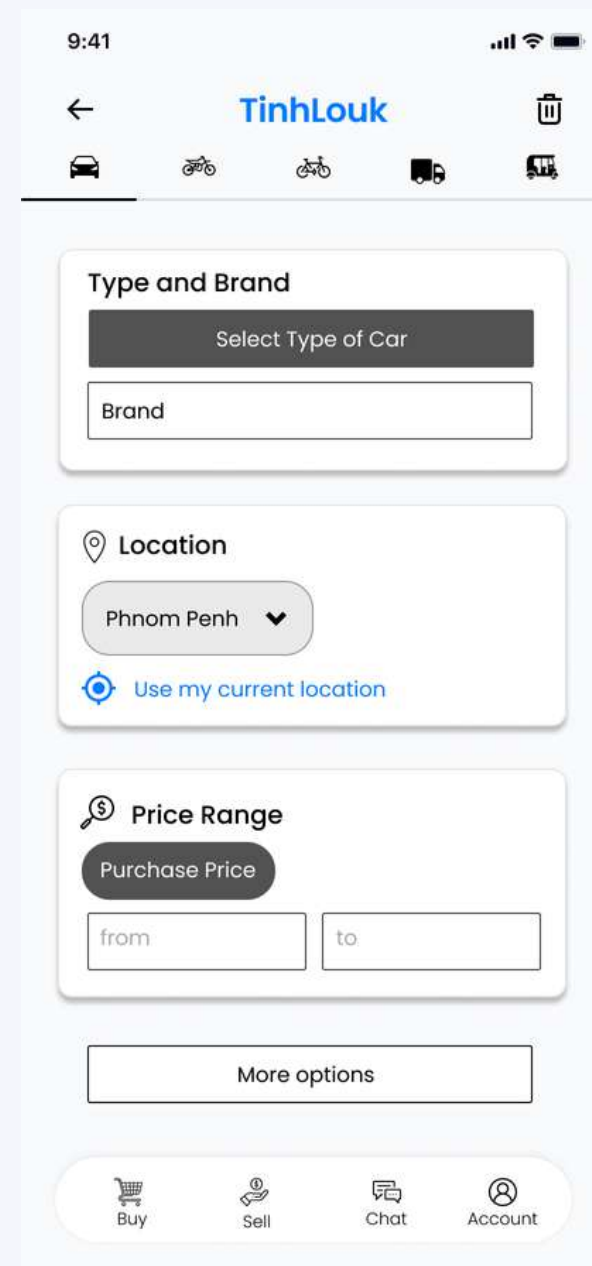 9:41
TinhLouk
Type and Brand
Select Type of Car
Brand
Location
Phnom Penh
Use my current location
Price Range
Purchase Price
from to
More options
Buy Sell Chat Account